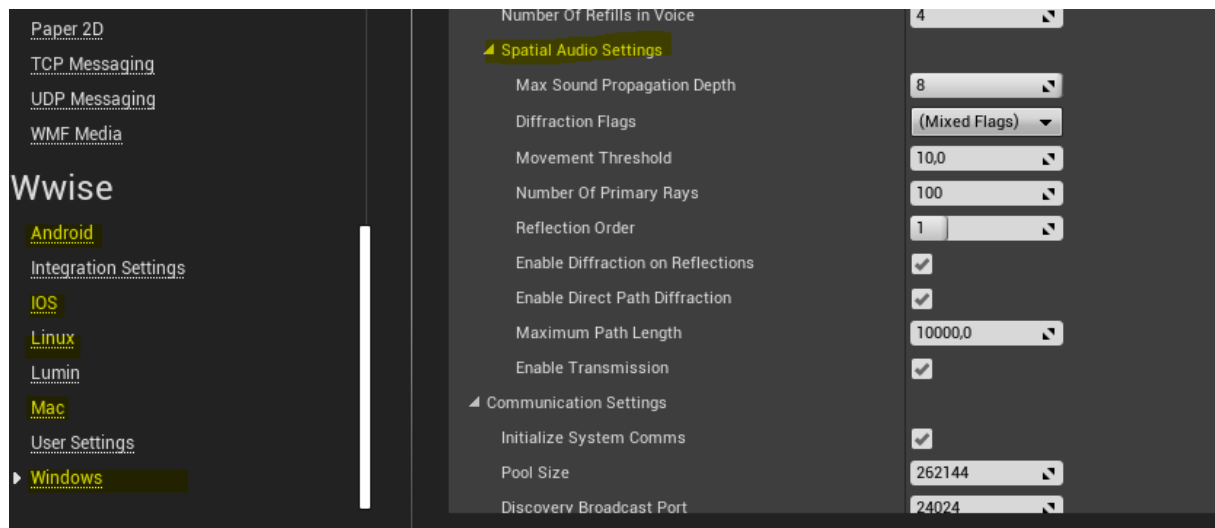 Paper 2D
TCP Messaging
UDP Messaging
WMF Media
Wwise
Android
Integration Settings
IOS
Linux
Lumin
Mac
User Settings
Windows
Number Of Refills in Voice 4
Spatial Audio Settings
Max Sound Propagation Depth 8
Diffraction Flags (Mixed Flags)
Movement Threshold 10,0
Number Of Primary Rays 100
Reflection Order 1
Enable Diffraction on Reflections
Enable Direct Path Diffraction
Maximum Path Length 10000,0
Enable Transmission
Communication Settings
Initialize System Comms
Pool Size 262144
Discovery Broadcast Port 24024